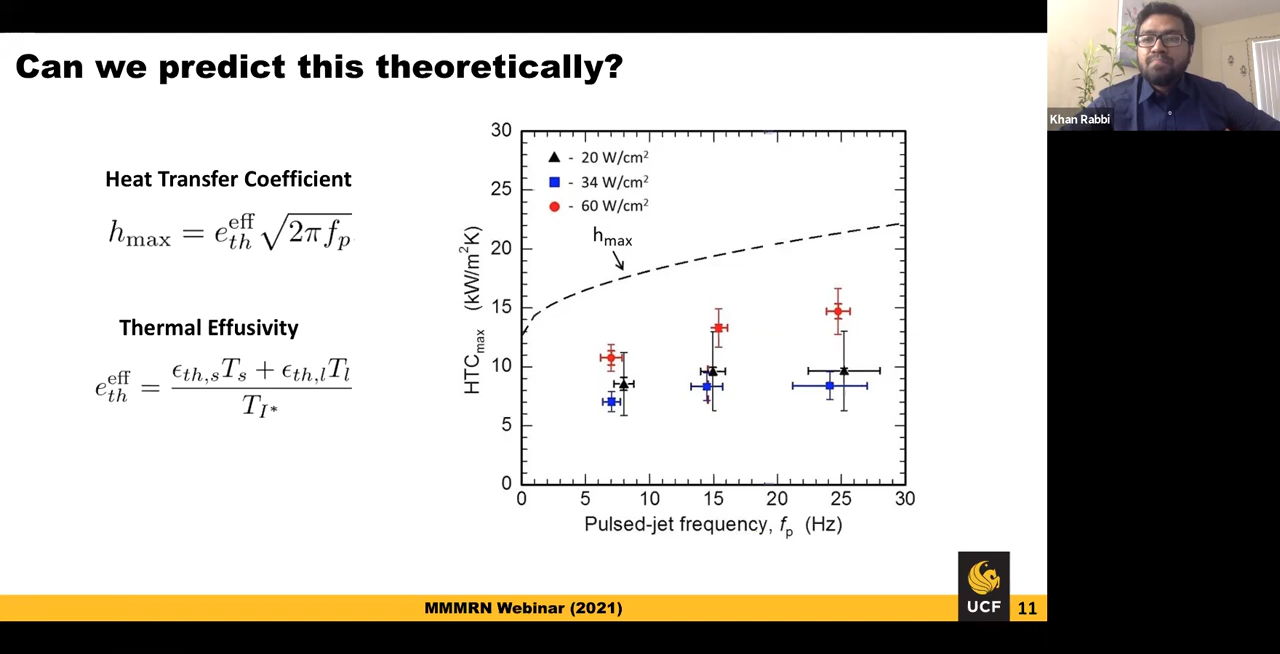 Can we predict this theoretically?
Khan Rabbi
Heat Transfer Coefficient
h_max = e_th^eff √(2πf_p)
Thermal Effusivity
e_th^eff = (ϵ_th,s T_s + ϵ_th,l T_l) / T_I*
30
25
20
15
10
5
0
HTC_max (kW/m²K)
- 20 W/cm²
- 34 W/cm²
- 60 W/cm²
h_max
0 5 10 15 20 25 30
Pulsed-jet frequency, f_p (Hz)
MMMRN Webinar (2021)
UCF
11